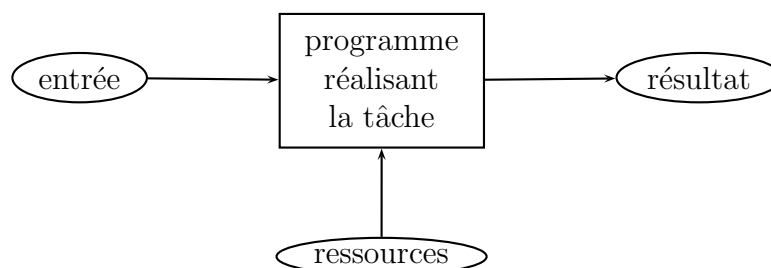 entrée
programme
réalisant
la tâche
résultat
ressources